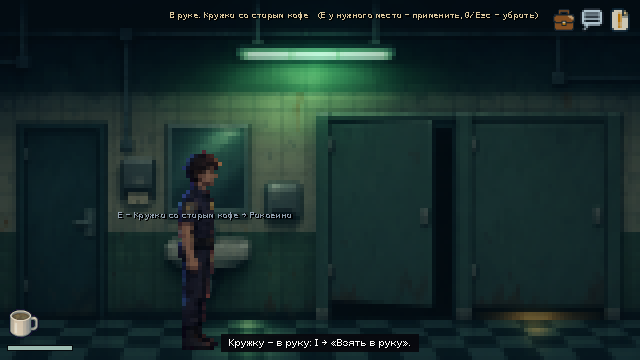 В руке: Кружка со старым кофе (E у нужного места – применить, Q/Esc – убрать)
E – Кружка со старым кофе → Раковина
Кружку – в руку: I → «Взять в руку».